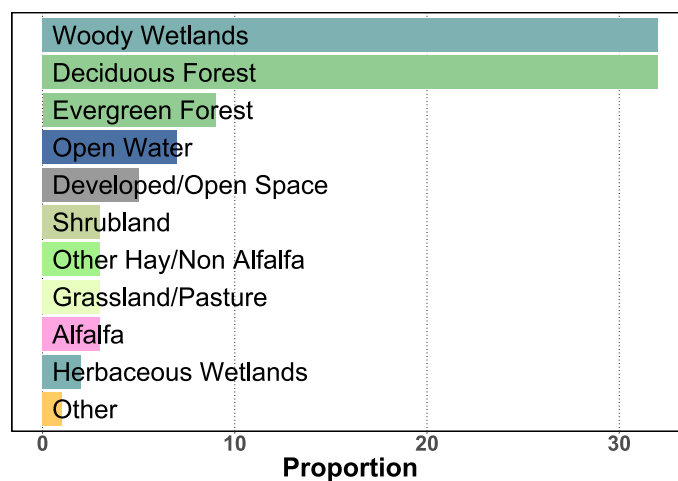 Woody Wetlands
Deciduous Forest
Evergreen Forest
Open Water
Developed/Open Space
Shrubland
Other Hay/Non Alfalfa
Grassland/Pasture
Alfalfa
Herbaceous Wetlands
Other
0 10 20 30
Proportion